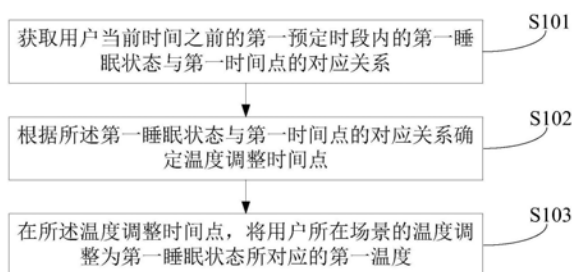 S101
获取用户当前时间之前的第一预定时段内的第一睡
眠状态与第一时间点的对应关系
S102
根据所述第一睡眠状态与第一时间点的对应关系确
定温度调整时间点
S103
在所述温度调整时间点，将用户所在场景的温度调
整为第一睡眠状态所对应的第一温度